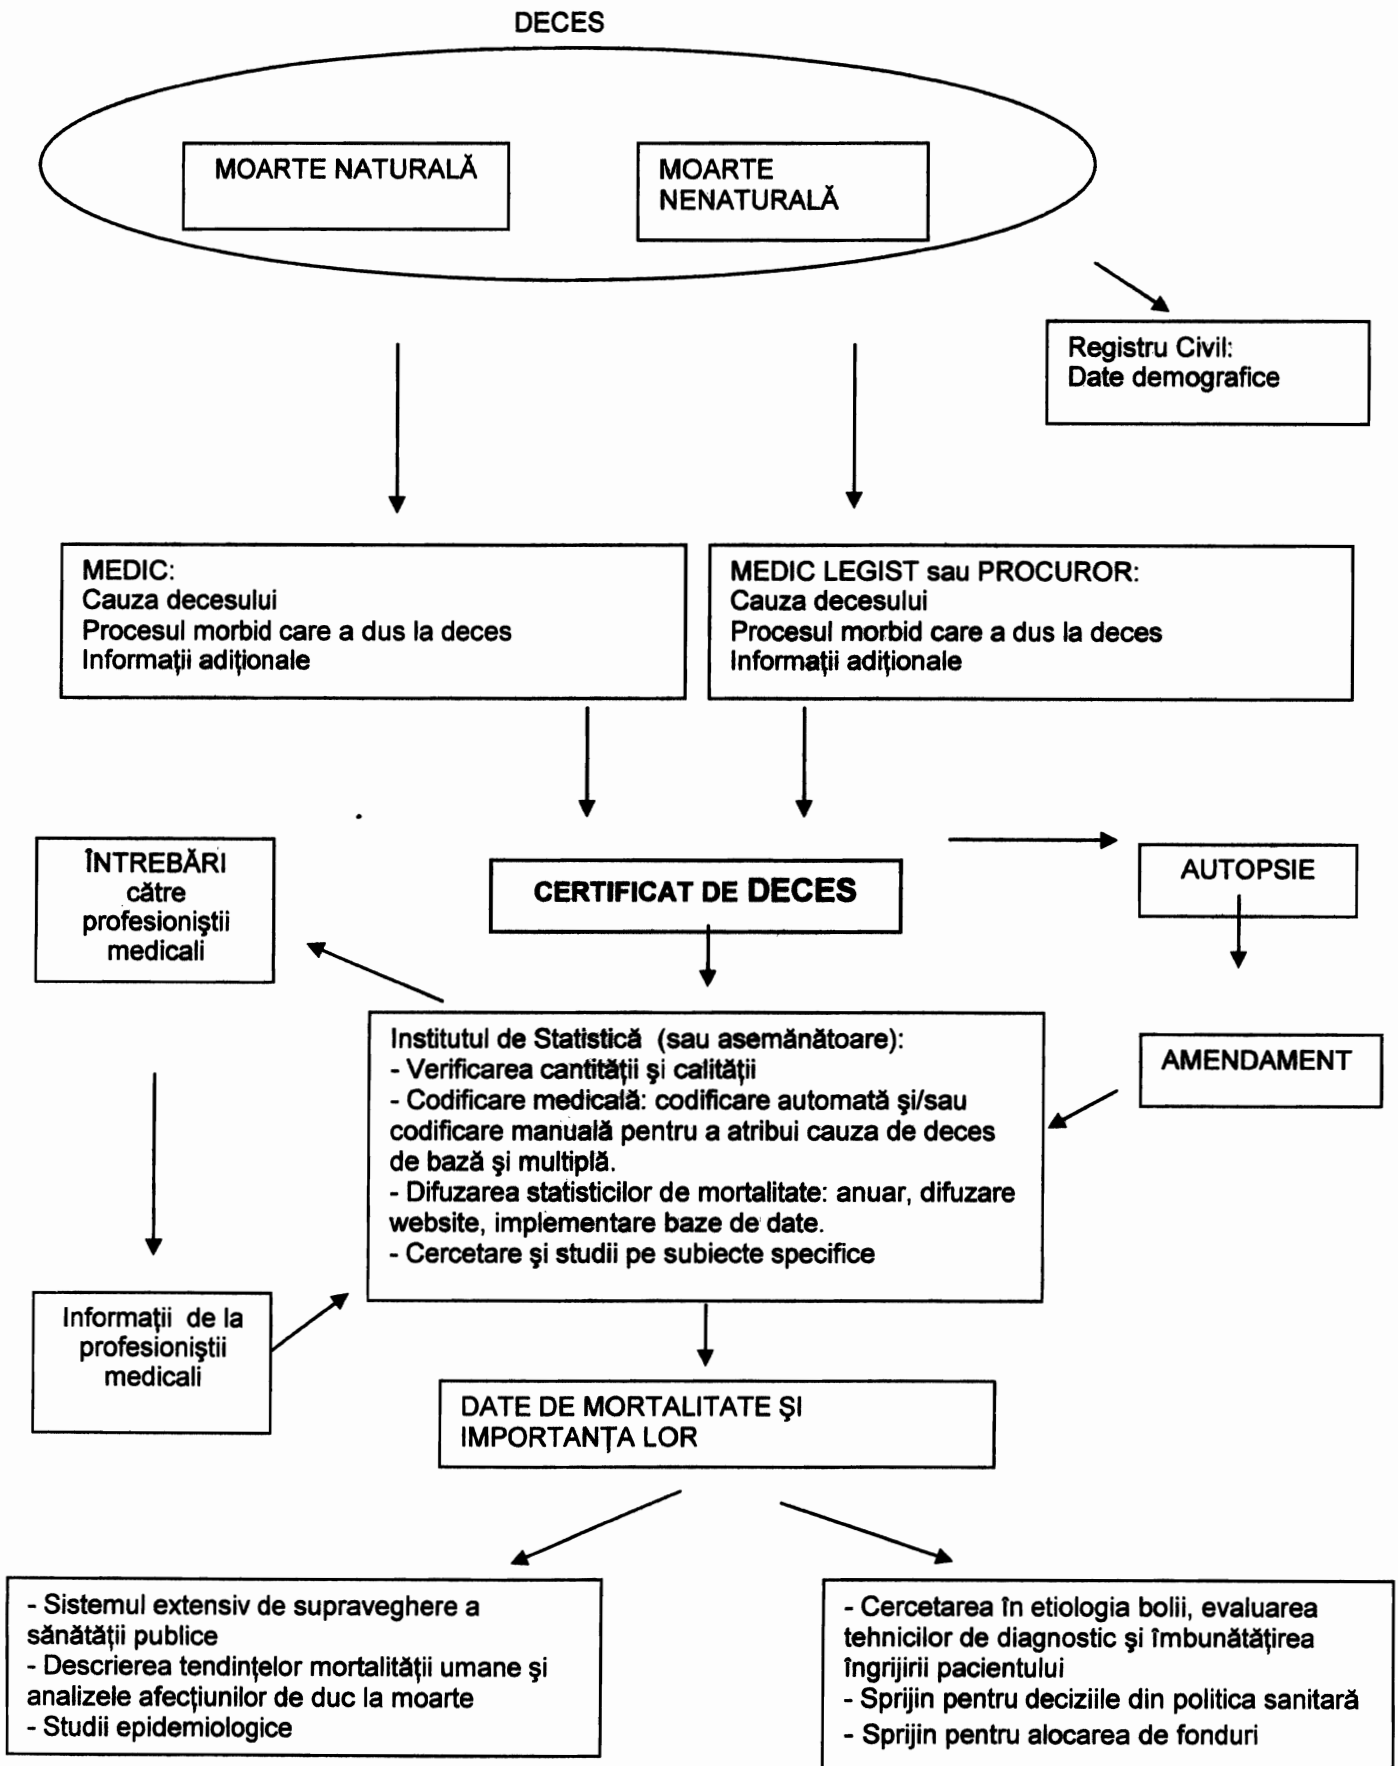 DECES
MOARTE NATURALĂ
MOARTE
NENATURALĂ
Registru Civil:
Date demografice
MEDIC:
Cauza decesului
Procesul morbid care a dus la deces
Informaţii adiţionale
MEDIC LEGIST sau PROCUROR:
Cauza decesului
Procesul morbid care a dus la deces
Informaţii adiţionale
ÎNTREBĂRI
către
profesioniştii
medicali
CERTIFICAT DE DECES
AUTOPSIE
Institutul de Statistică (sau asemănătoare):
- Verificarea cantităţii şi calităţii
- Codificare medicală: codificare automată şi/sau
codificare manuală pentru a atribui cauza de deces
de bază şi multiplă.
- Difuzarea statisticilor de mortalitate: anuar, difuzare
website, implementare baze de date.
- Cercetare şi studii pe subiecte specifice
AMENDAMENT
Informaţii de la
profesioniştii
medicali
DATE DE MORTALITATE ŞI
IMPORTANŢA LOR
- Sistemul extensiv de supraveghere a
sănătăţii publice
- Descrierea tendinţelor mortalităţii umane şi
analizele afecţiunilor de duc la moarte
- Studii epidemiologice
- Cercetarea în etiologia bolii, evaluarea
tehnicilor de diagnostic şi îmbunătăţirea
îngrijirii pacientului
- Sprijin pentru deciziile din politica sanitară
- Sprijin pentru alocarea de fonduri